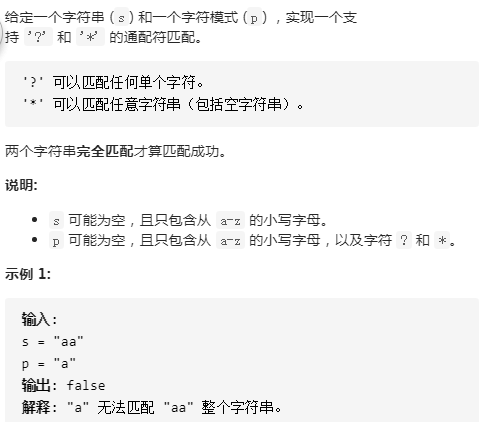 给定一个字符串 (s) 和一个字符模式 (p) ，实现一个支
持 '?' 和 '*' 的通配符匹配。
'?' 可以匹配任何单个字符。
'*' 可以匹配任意字符串（包括空字符串）。
两个字符串完全匹配才算匹配成功。
说明:
s 可能为空，且只包含从 a-z 的小写字母。
p 可能为空，且只包含从 a-z 的小写字母，以及字符 ? 和 *。
示例 1:
输入:
s = "aa"
p = "a"
输出: false
解释: "a" 无法匹配 "aa" 整个字符串。